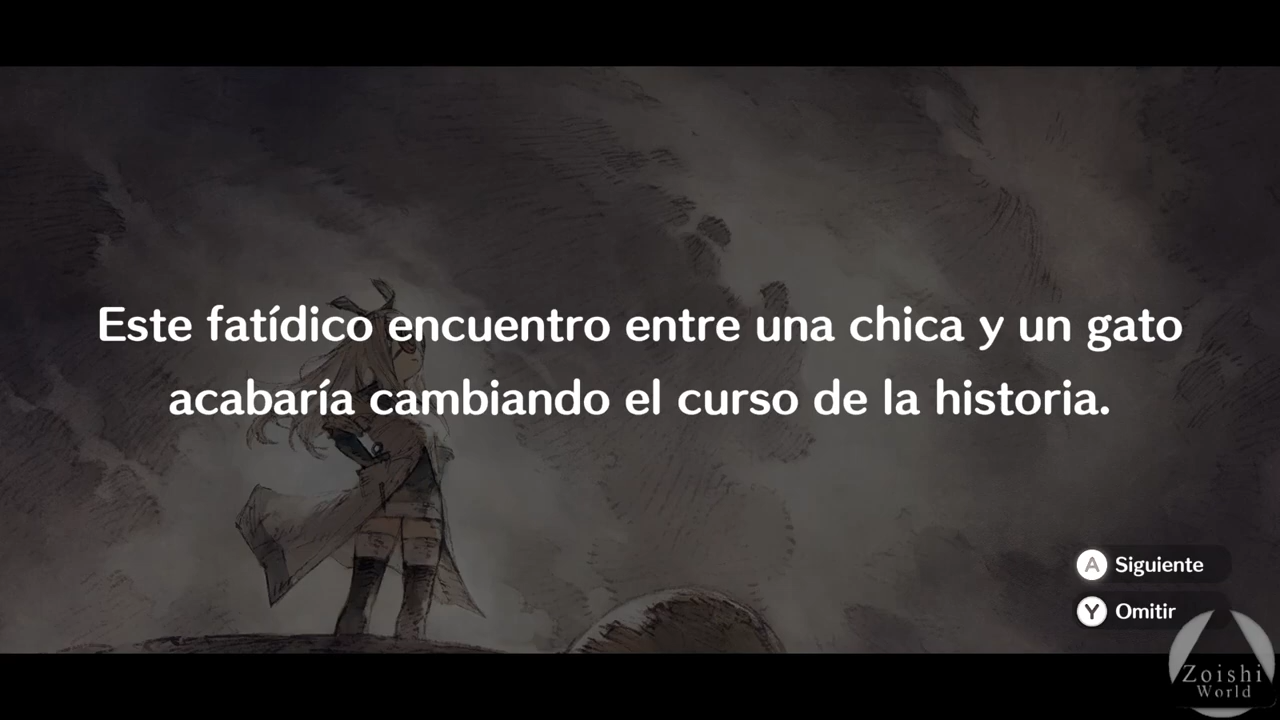 Este fatídico encuentro entre una chica y un gato
acabaría cambiando el curso de la historia.
A Siguiente
Y Omitir
Zoishi
World